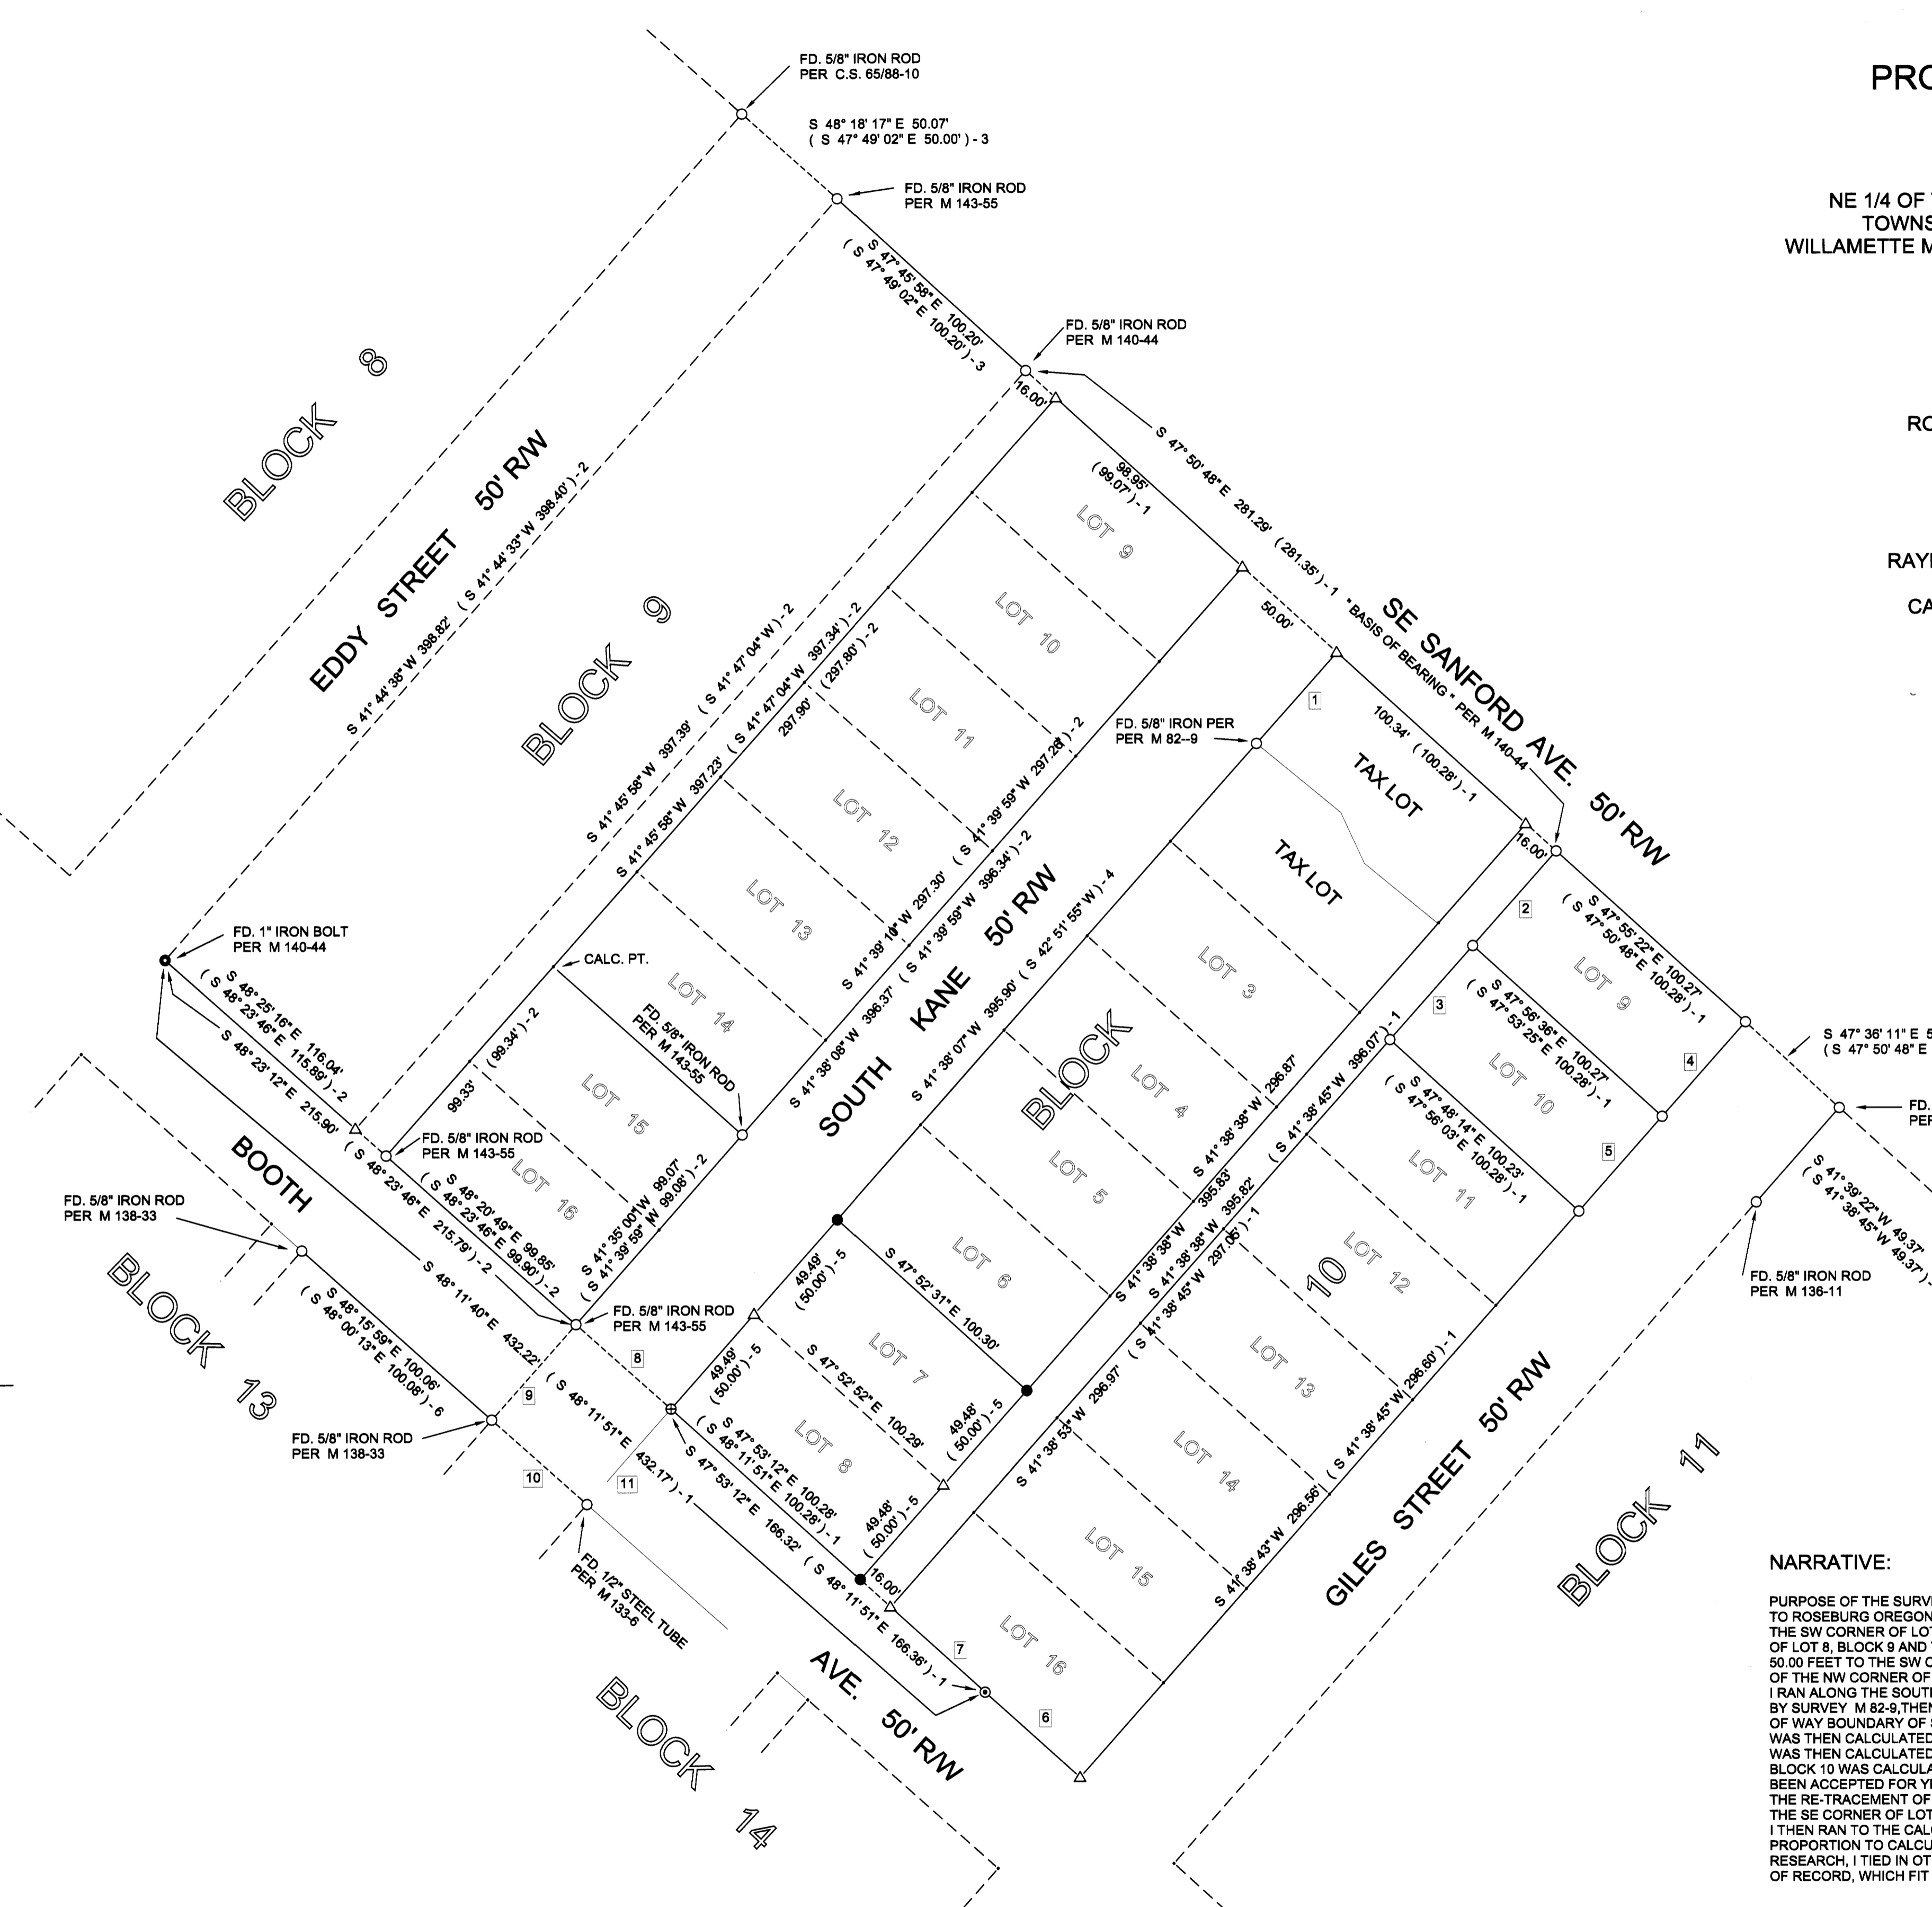 FD. 5/8" IRON ROD
PER C.S. 65/88-10
S 48° 18' 17" E 50.07'
( S 47° 49' 02" E 50.00' ) - 3
FD. 5/8" IRON ROD
PER M 143-55
S 47° 45' 58" E 100.20'
( S 47° 49' 02" E 100.20' ) - 3
FD. 5/8" IRON ROD
PER M 140-44
16.00'
S 47° 50' 48" E 281.29' ( 281.35' ) - 1 " BASIS OF BEARING " PER M 140-44
98.95'
( 99.07' ) - 1
50.00'
SE SANFORD AVE. 50' R/W
100.34' ( 100.28' ) - 1
16.00'
BLOCK 8
EDDY STREET 50' R/W
S 41° 44' 38" W 398.82' ( S 41° 44' 33" W 398.40' ) - 2
BLOCK 9
S 41° 45' 58" W 397.39' ( S 41° 47' 04" W ) - 2
S 41° 45' 58" W 397.23' ( S 41° 47' 04" W 397.34' ) - 2
297.90' ( 297.80' ) - 2
LOT 9
LOT 10
LOT 11
LOT 12
LOT 13
LOT 14
LOT 15
LOT 16
S 41° 39' 10" W 297.30' ( S 41° 39' 59" W 297.26' ) - 2
S 41° 38' 08" W 396.37' ( S 41° 39' 59" W 396.34' ) - 2
CALC. PT.
FD. 5/8" IRON ROD
PER M 143-55
99.33' ( 99.34' ) - 2
S 41° 35' 00" W 99.07'
( S 41° 39' 59" W 99.08' ) - 2
SOUTH KANE 50' R/W
S 41° 38' 07" W 395.90' ( S 42° 51' 55" W ) - 4
FD. 5/8" IRON PER
PER M 82--9
1
TAX LOT
TAX LOT
LOT 3
LOT 4
LOT 5
LOT 6
LOT 7
LOT 8
BLOCK
10
2
3
4
5
S 47° 55' 22" E 100.27'
( S 47° 50' 48" E 100.28' ) - 1
LOT 9
S 47° 56' 36" E 100.27'
( S 47° 53' 25" E 100.28' ) - 1
LOT 10
S 47° 48' 14" E 100.23'
( S 47° 56' 03" E 100.28' ) - 1
LOT 11
LOT 12
LOT 13
LOT 14
LOT 15
LOT 16
S 41° 38' 38" W 296.87'
S 41° 38' 38" W 395.83'
S 41° 38' 38" W 395.82' ( S 41° 38' 45" W 396.07' ) - 1
S 41° 38' 53" W 296.97' ( S 41° 38' 45" W 297.05' ) - 1
S 41° 38' 43" W 296.56' ( S 41° 38' 45" W 296.60' ) - 1
S 47° 36' 11" E 5
( S 47° 50' 48" E
FD.
PER
S 41° 39' 22" W 49.37'
( S 41° 38' 45" W 49.37' ) -
FD. 5/8" IRON ROD
PER M 136-11
GILES STREET 50' R/W
BLOCK 11
FD. 1" IRON BOLT
PER M 140-44
S 48° 25' 16" E 116.04'
( S 48° 23' 46" E 115.89' ) - 2
S 48° 23' 12" E 215.90' ( S 48° 23' 46" E 215.79' ) - 2
FD. 5/8" IRON ROD
PER M 143-55
S 48° 20' 49" E 99.85'
( S 48° 23' 46" E 99.90' ) - 2
FD. 5/8" IRON ROD
PER M 143-55
S 48° 11' 40" E 432.22' ( S 48° 11' 51" E 432.17' ) - 1
BOOTH
AVE. 50' R/W
FD. 5/8" IRON ROD
PER M 138-33
S 48° 15' 59" E 100.06'
( S 48° 00' 13" E 100.08' ) - 6
BLOCK 13
FD. 5/8" IRON ROD
PER M 138-33
8
9
10
11
FD. 1/2" STEEL TUBE
PER M 133-6
49.49'
( 50.00' ) - 5
S 47° 52' 31" E 100.30'
49.49'
( 50.00' ) - 5
S 47° 52' 52" E 100.29'
49.48'
( 50.00' ) - 5
S 47° 53' 12" E 100.28'
( S 48° 11' 51" E 100.28' ) - 1
49.48'
( 50.00' ) - 5
S 47° 53' 12" E 166.32' ( S 48° 11' 51" E 166.36' ) - 1
16.00'
7
6
BLOCK 14
PRO
NE 1/4 OF
TOWNS
WILLAMETTE M
RO
RAY
CA
NARRATIVE:
PURPOSE OF THE SURV
TO ROSEBURG OREGON
THE SW CORNER OF LOT
OF LOT 8, BLOCK 9 AND
50.00 FEET TO THE SW C
OF THE NW CORNER OF
I RAN ALONG THE SOUT
BY SURVEY M 82-9,THEN
OF WAY BOUNDARY OF
WAS THEN CALCULATED
WAS THEN CALCULATED
BLOCK 10 WAS CALCULA
BEEN ACCEPTED FOR Y
THE RE-TRACEMENT OF
THE SE CORNER OF LOT
I THEN RAN TO THE CAL
PROPORTION TO CALCU
RESEARCH, I TIED IN OT
OF RECORD, WHICH FIT